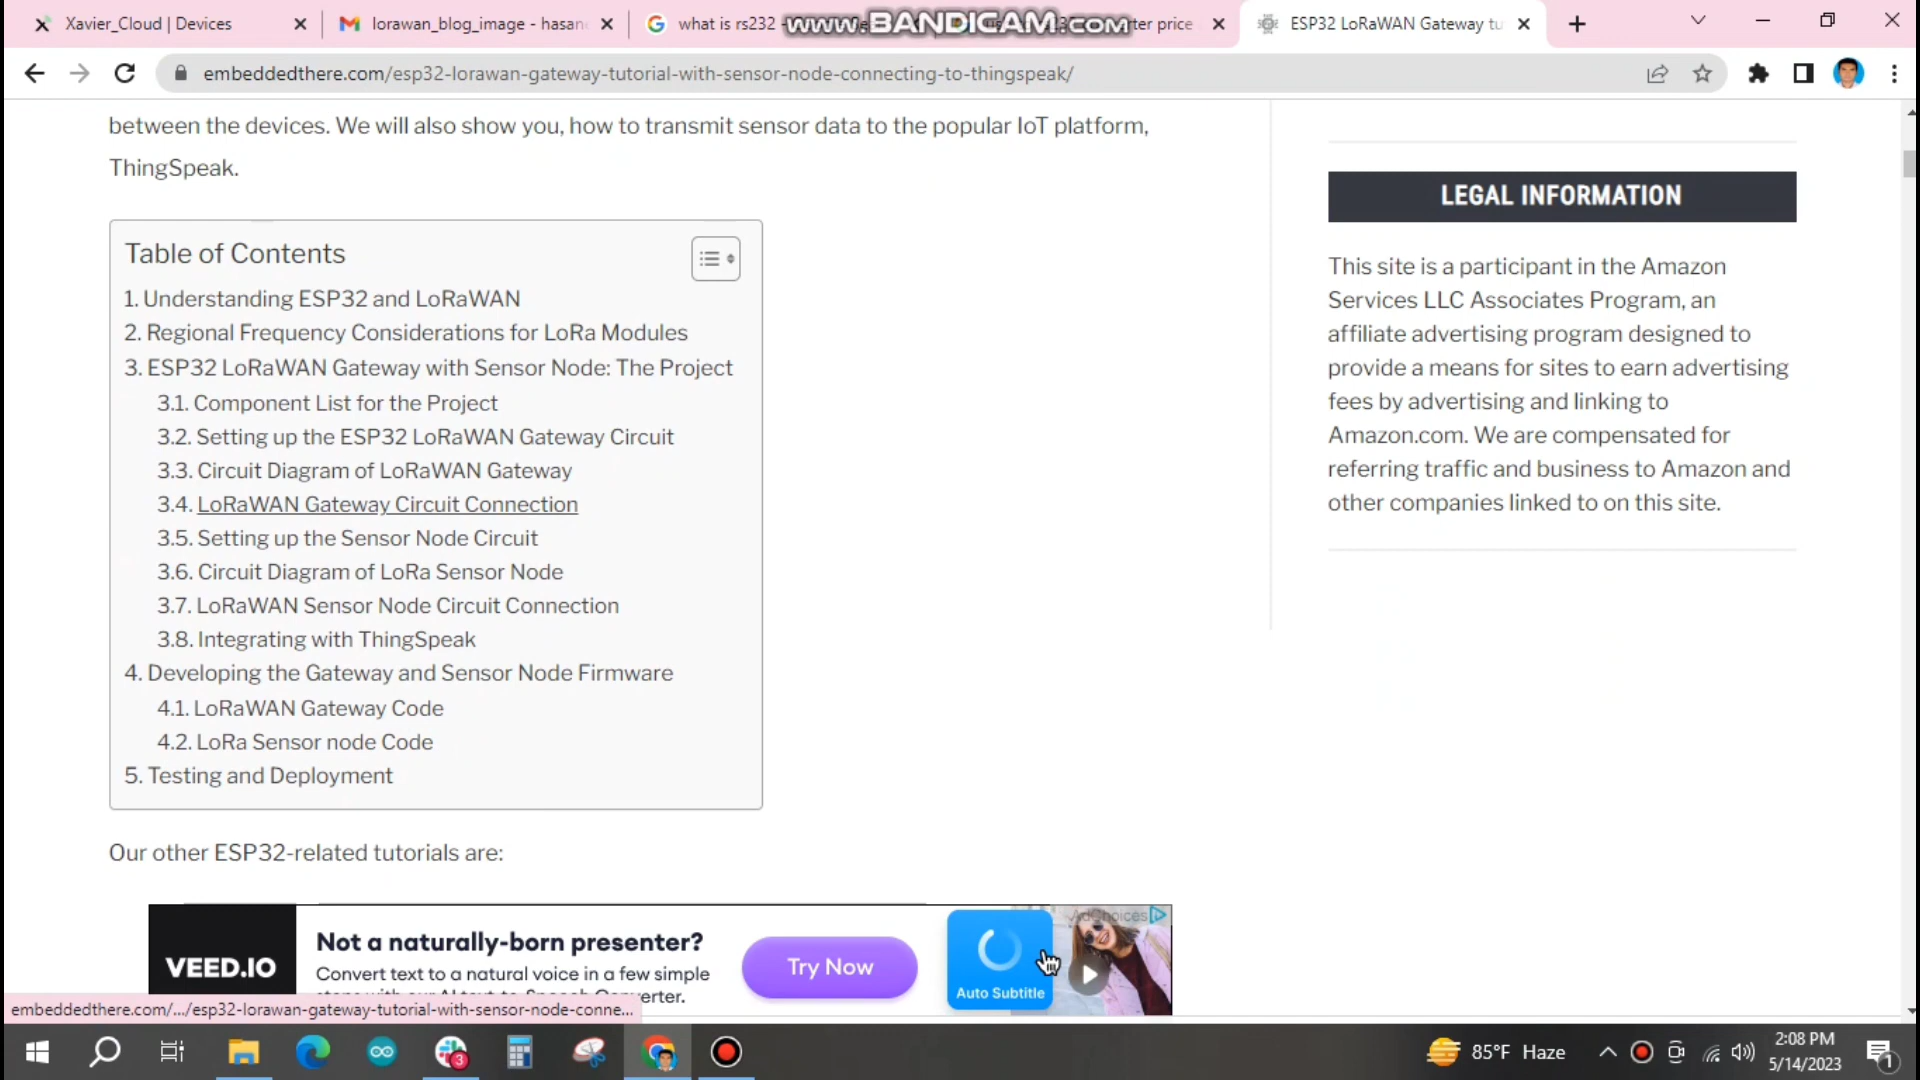 Xavier_Cloud | Devices
lorawan_blog_image - hasan
what is rs232 -
www.BANDICAM.com
rter price
ESP32 LoRaWAN Gateway tu
embeddedthere.com/esp32-lorawan-gateway-tutorial-with-sensor-node-connecting-to-thingspeak/
between the devices. We will also show you, how to transmit sensor data to the popular IoT platform,
ThingSpeak.
Table of Contents
1. Understanding ESP32 and LoRaWAN
2. Regional Frequency Considerations for LoRa Modules
3. ESP32 LoRaWAN Gateway with Sensor Node: The Project
3.1. Component List for the Project
3.2. Setting up the ESP32 LoRaWAN Gateway Circuit
3.3. Circuit Diagram of LoRaWAN Gateway
3.4. LoRaWAN Gateway Circuit Connection
3.5. Setting up the Sensor Node Circuit
3.6. Circuit Diagram of LoRa Sensor Node
3.7. LoRaWAN Sensor Node Circuit Connection
3.8. Integrating with ThingSpeak
4. Developing the Gateway and Sensor Node Firmware
4.1. LoRaWAN Gateway Code
4.2. LoRa Sensor node Code
5. Testing and Deployment
Our other ESP32-related tutorials are:
LEGAL INFORMATION
This site is a participant in the Amazon
Services LLC Associates Program, an
affiliate advertising program designed to
provide a means for sites to earn advertising
fees by advertising and linking to
Amazon.com. We are compensated for
referring traffic and business to Amazon and
other companies linked to on this site.
VEED.IO
Not a naturally-born presenter?
Convert text to a natural voice in a few simple
erter.
Try Now
Auto Subtitle
AdChoices
embeddedthere.com/.../esp32-lorawan-gateway-tutorial-with-sensor-node-conne...
3
85°F Haze
2:08 PM
5/14/2023
1